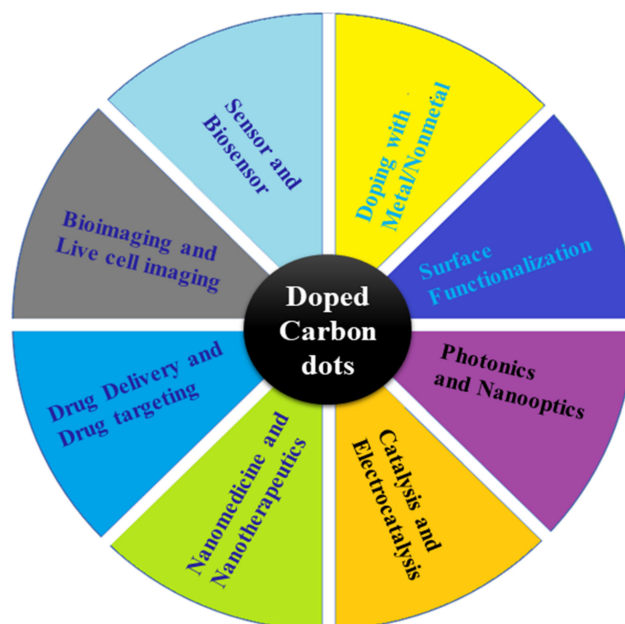 Doped
Carbon
dots
Doping with
Metal/Nonmetal
Surface
Functionalization
Photonics
and Nanooptics
Catalysis and
Electrocatalysis
Nanomedicine and
Nanotherapeutics
Drug Delivery and
Drug targeting
Bioimaging and
Live cell imaging
Sensor and
Biosensor